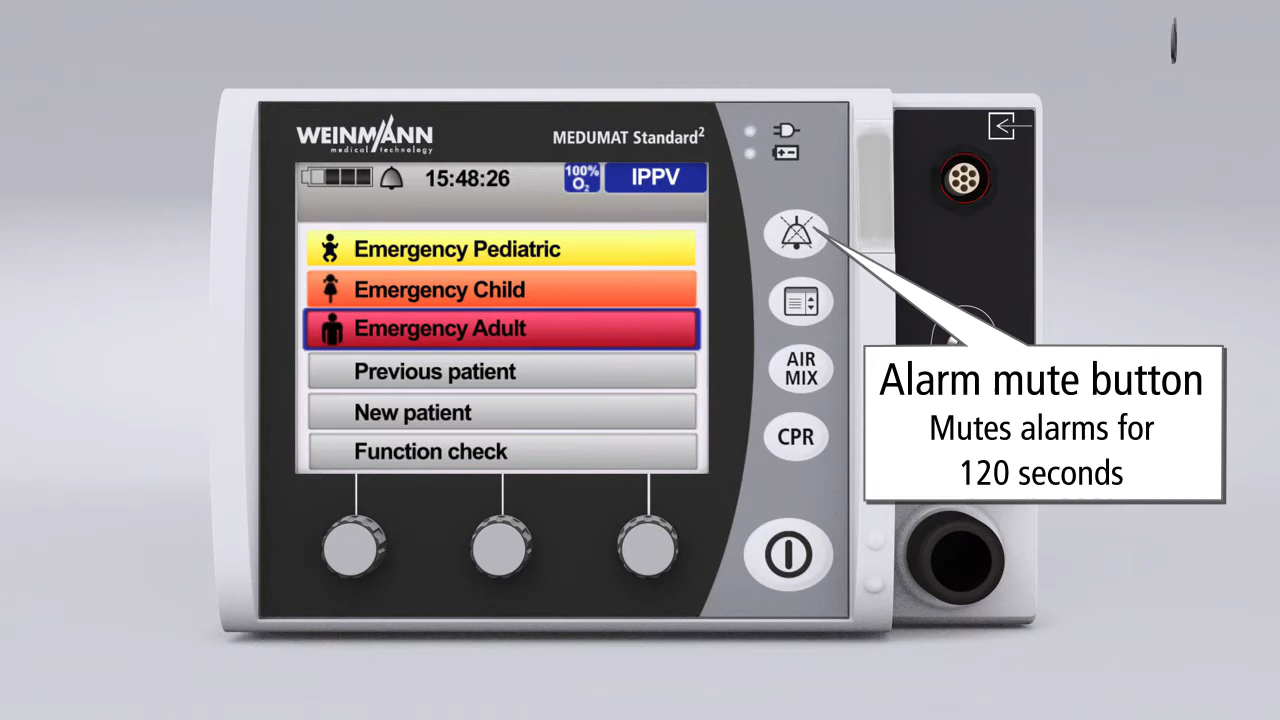 WEINMANN
medical technology
MEDUMAT Standard²
15:48:26
100%
O₂
IPPV
Emergency Pediatric
Emergency Child
Emergency Adult
Previous patient
New patient
Function check
AIR
MIX
CPR
Alarm mute button
Mutes alarms for
120 seconds